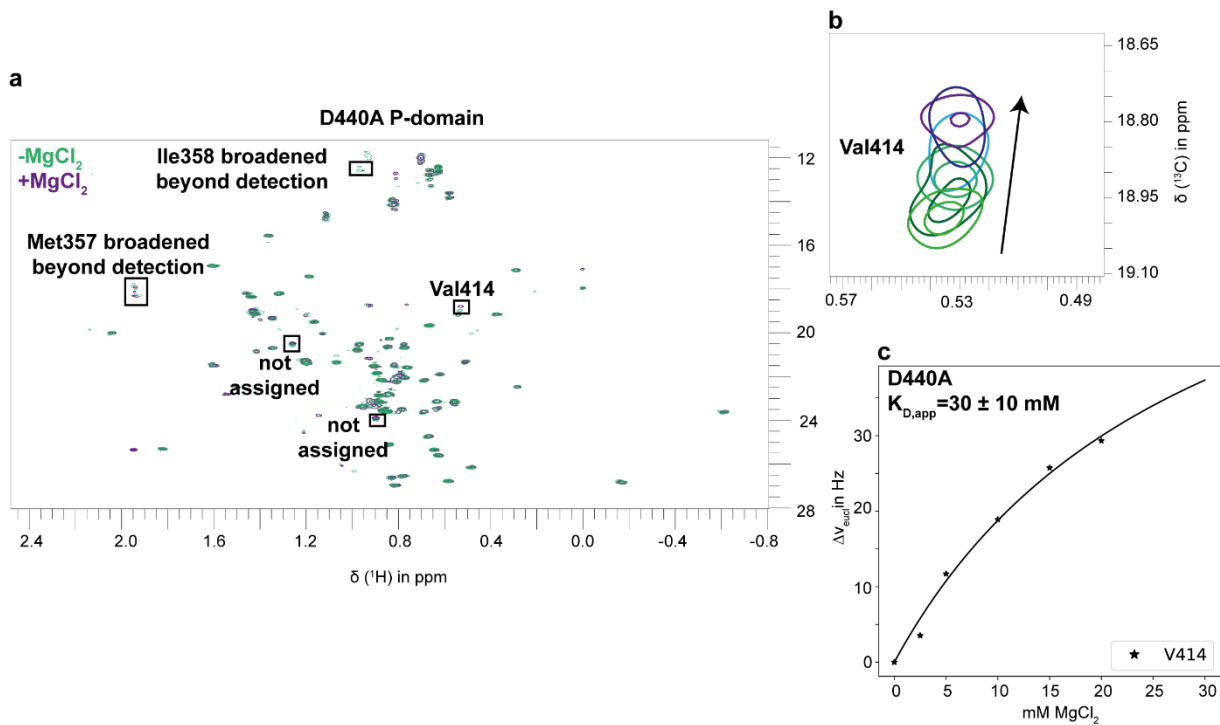 a
D440A P-domain
-MgCl₂
+MgCl₂
Ile358 broadened
beyond detection
Met357 broadened
beyond detection
Val414
not
assigned
not
assigned
12
16
20
24
28
2.4 2.0 1.6 1.2 0.8 0.4 0.0 -0.4 -0.8
δ (¹H) in ppm
b
Val414
18.65
18.80
18.95
19.10
δ (¹³C) in ppm
0.57 0.53 0.49
c
D440A
K_D,app=30 ± 10 mM
Δν_eucl in Hz
30
20
10
0
0 5 10 15 20 25 30
mM MgCl₂
V414